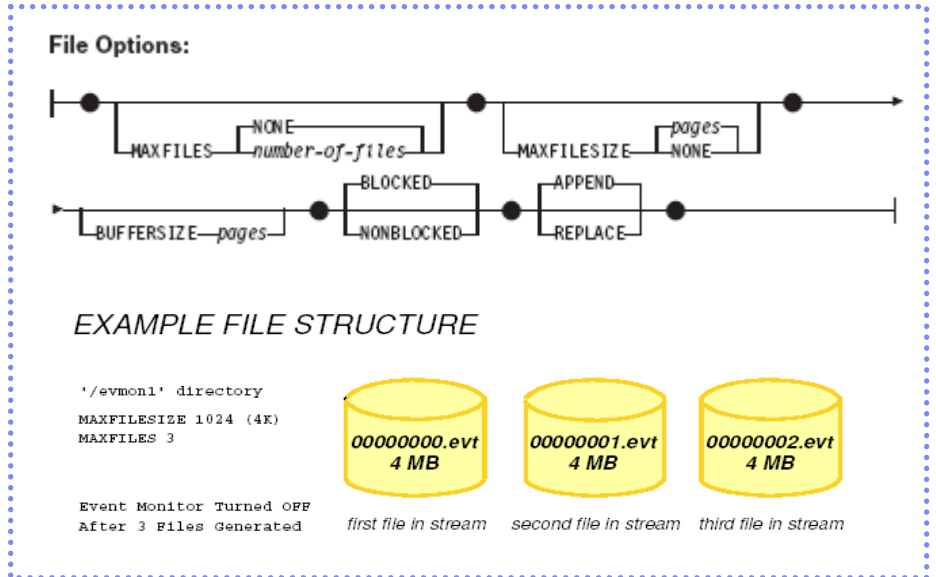 File Options:
NONE
pages
MAXFILES number-of-files MAXFILESIZE NONE
BLOCKED APPEND
BUFFERSIZE pages NONBLOCKED REPLACE
EXAMPLE FILE STRUCTURE
'/evmon1' directory
MAXFILESIZE 1024 (4K)
MAXFILES 3
00000000.evt
4 MB
00000001.evt
4 MB
00000002.evt
4 MB
Event Monitor Turned OFF
After 3 Files Generated
first file in stream
second file in stream
third file in stream